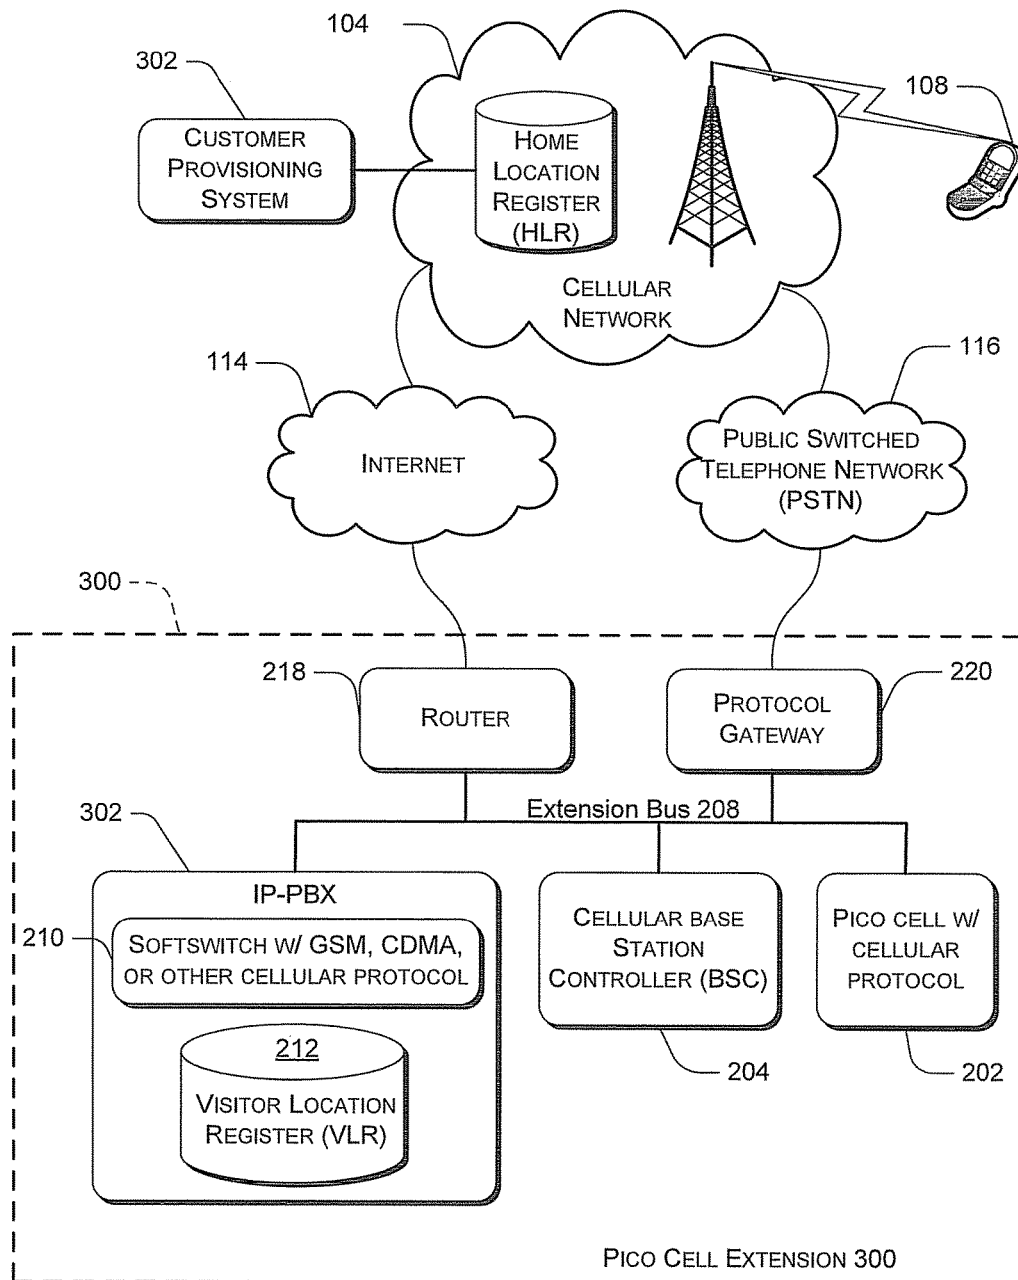 104
302
108
CUSTOMER
PROVISIONING
SYSTEM
HOME
LOCATION
REGISTER
(HLR)
CELLULAR
NETWORK
114
116
INTERNET
PUBLIC SWITCHED
TELEPHONE NETWORK
(PSTN)
300
218
220
ROUTER
PROTOCOL
GATEWAY
Extension Bus 208
302
IP-PBX
210
SOFTSWITCH W/ GSM, CDMA,
OR OTHER CELLULAR PROTOCOL
212
VISITOR LOCATION
REGISTER (VLR)
CELLULAR BASE
STATION
CONTROLLER (BSC)
PICO CELL W/
CELLULAR
PROTOCOL
204
202
PICO CELL EXTENSION 300